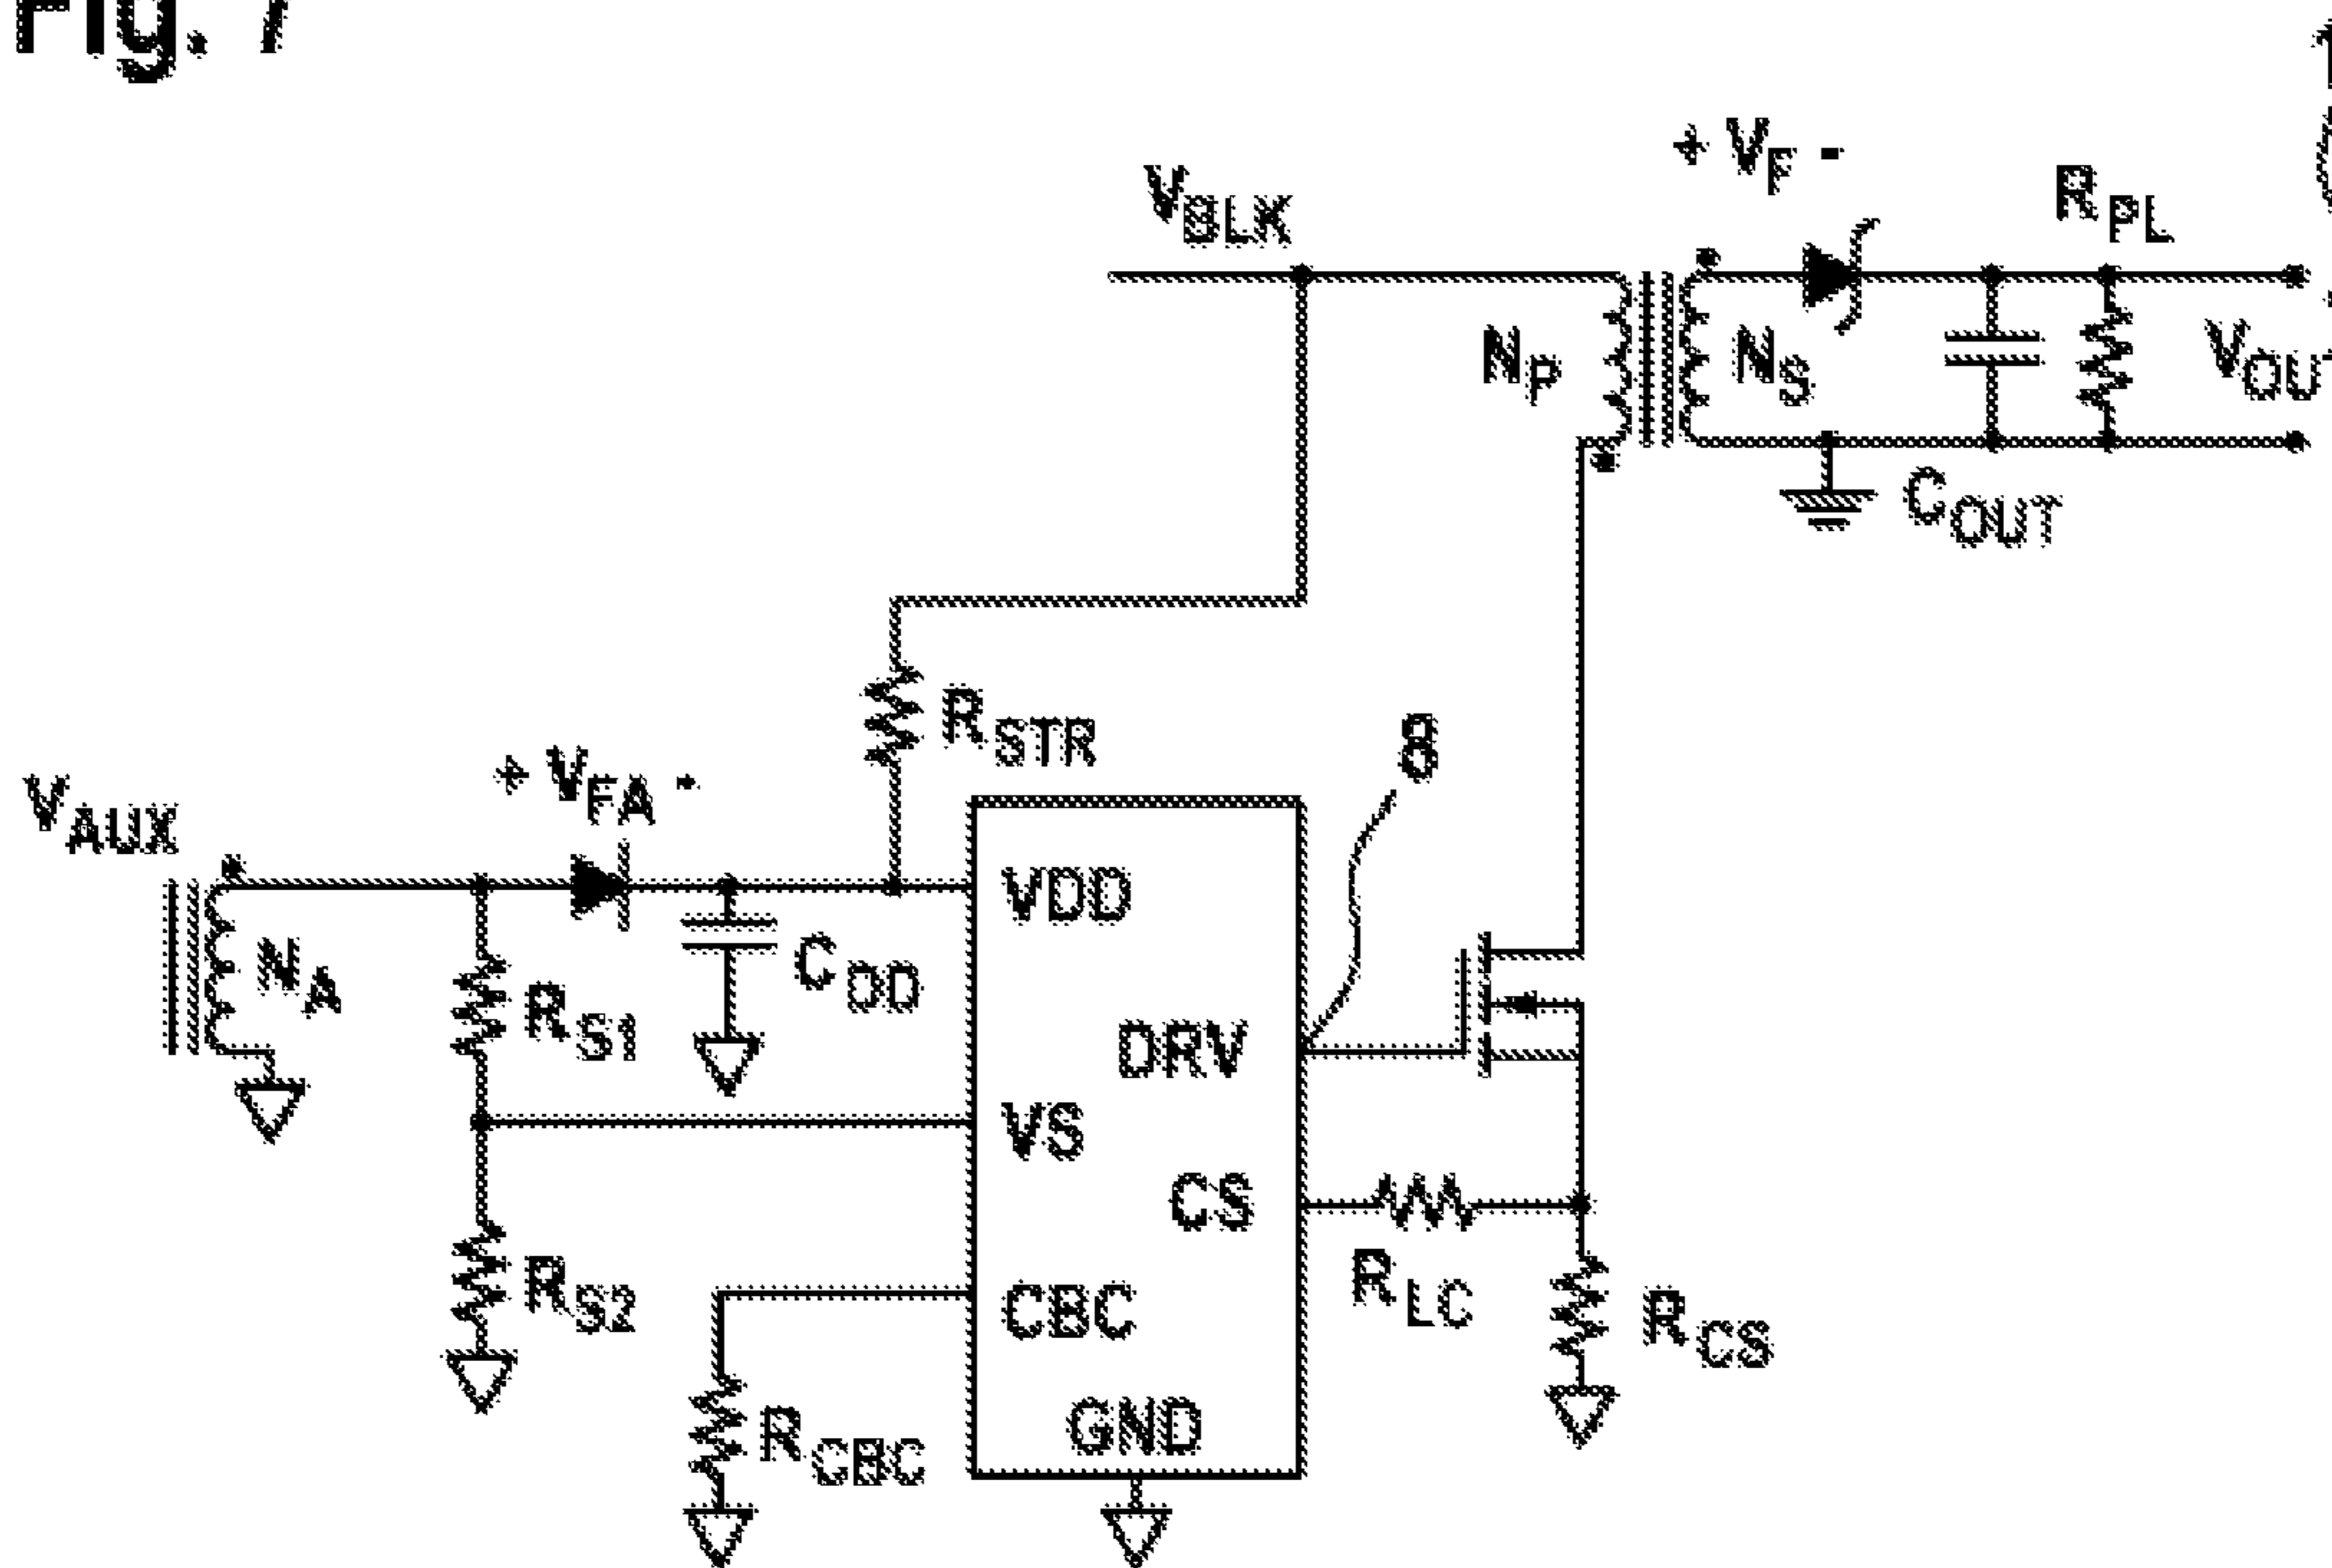 Fig. 7
+ VF -
VBLK
RPL
NP
NS
VOUT
COUT
RSTR
8
+ VFA -
VAUX
VDD
NA
CDD
RS1
DRV
VS
CS
RS2
CBC
RLC
RCS
RCBC
GND